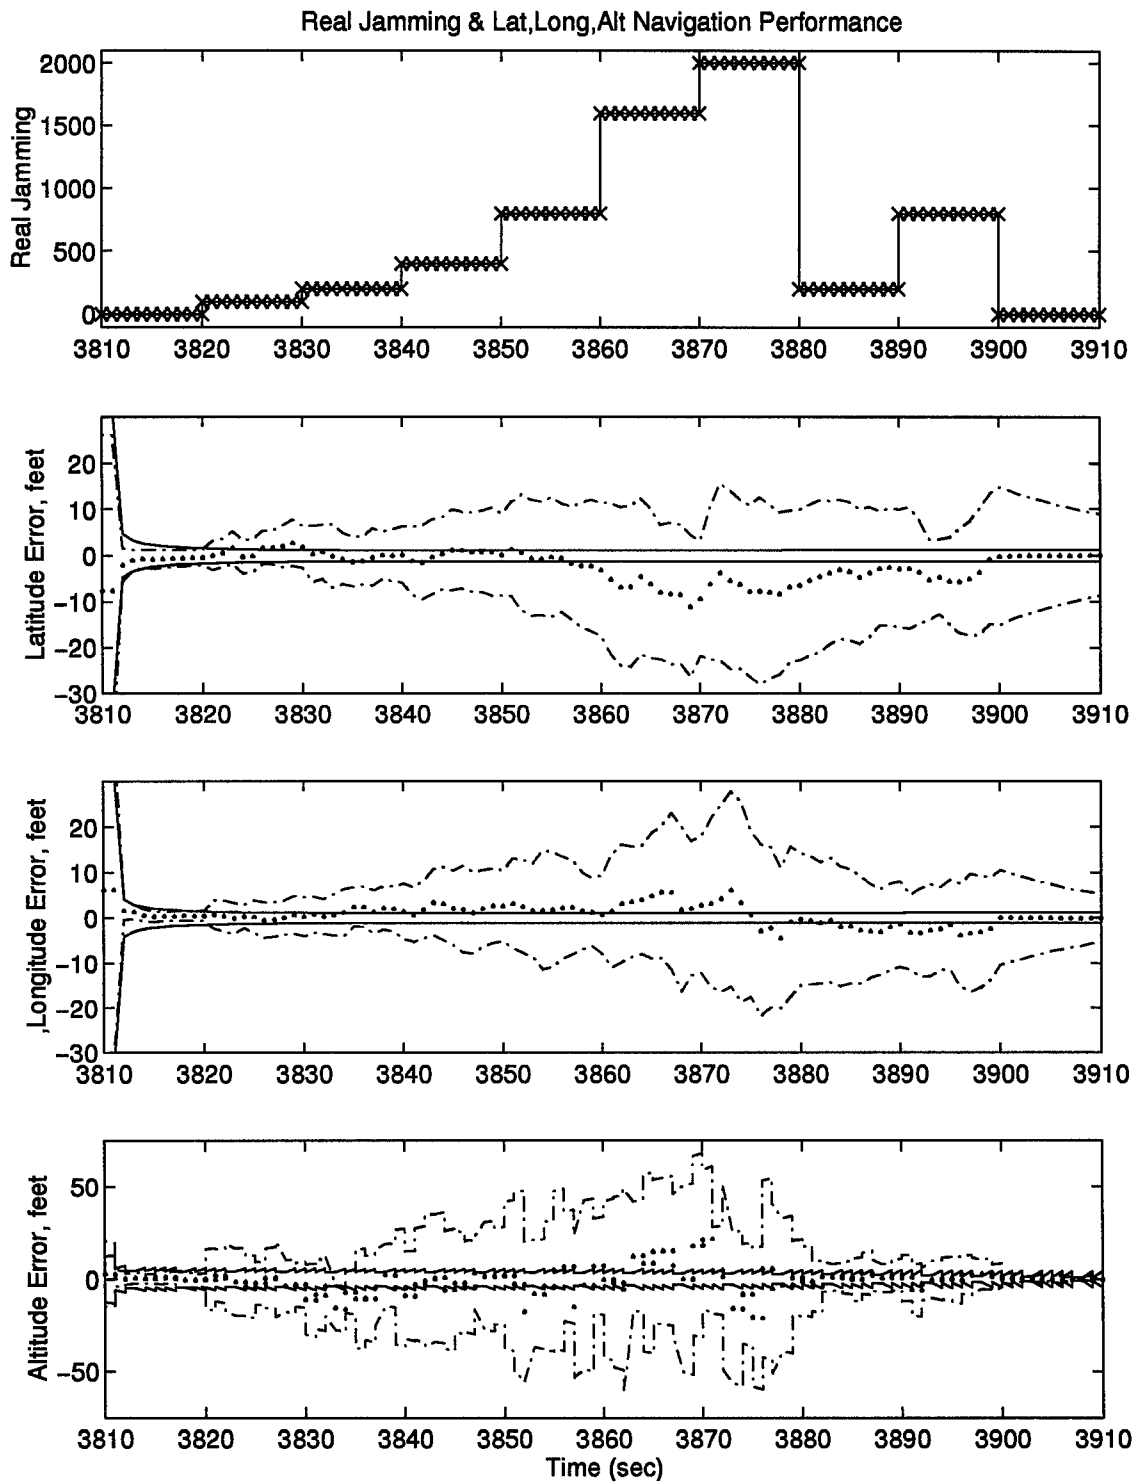 Real Jamming & Lat,Long,Alt Navigation Performance
Real Jamming
2000
1500
1000
500
0
3810 3820 3830 3840 3850 3860 3870 3880 3890 3900 3910
Latitude Error, feet
20
10
0
−10
−20
−30
3810 3820 3830 3840 3850 3860 3870 3880 3890 3900 3910
,Longitude Error, feet
20
10
0
−10
−20
−30
3810 3820 3830 3840 3850 3860 3870 3880 3890 3900 3910
Altitude Error, feet
50
0
−50
3810 3820 3830 3840 3850 3860 3870 3880 3890 3900 3910
Time (sec)